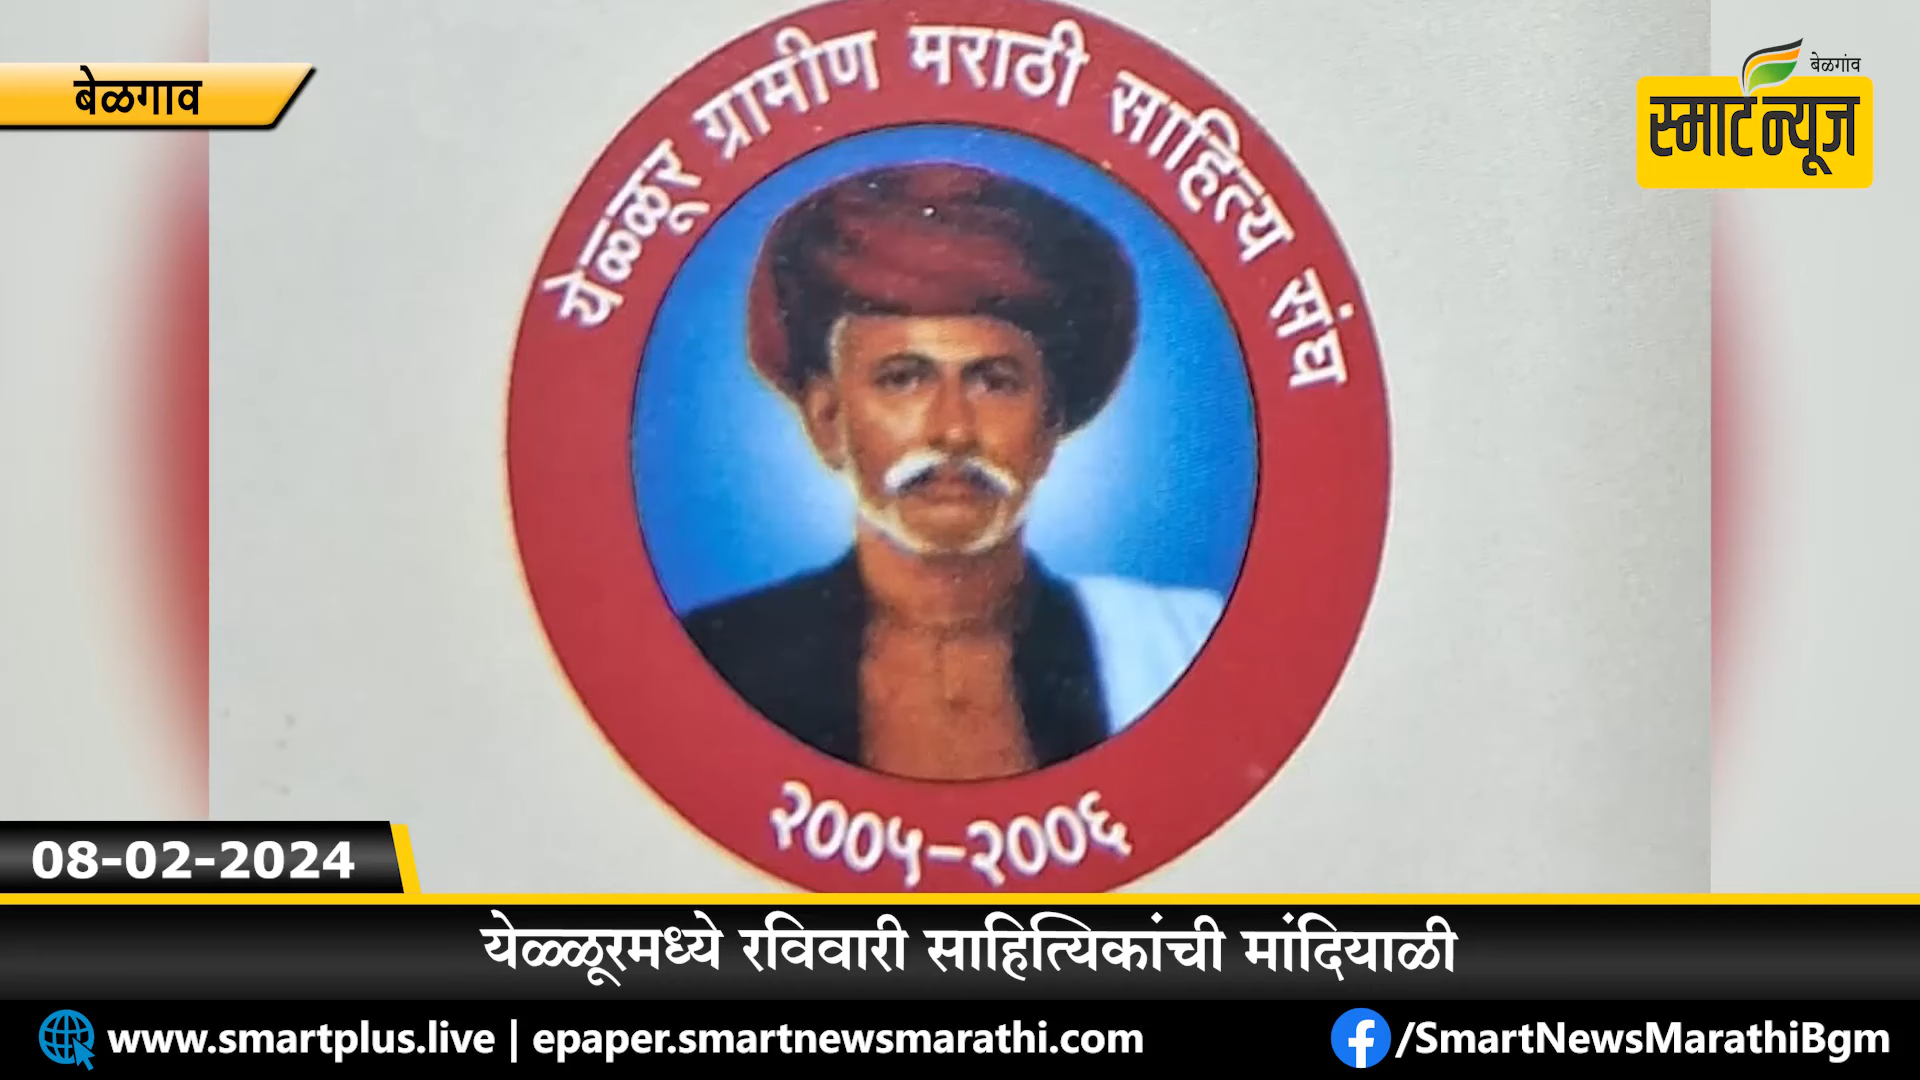 बेळगाव
बेळगांव
स्मार्ट न्यूज
येळ्ळूर ग्रामीण मराठी साहित्य संघ
२००५-२००६
08-02-2024
येळ्ळूरमध्ये रविवारी साहित्यिकांची मांदियाळी
www.smartplus.live | epaper.smartnewsmarathi.com
/SmartNewsMarathiBgm